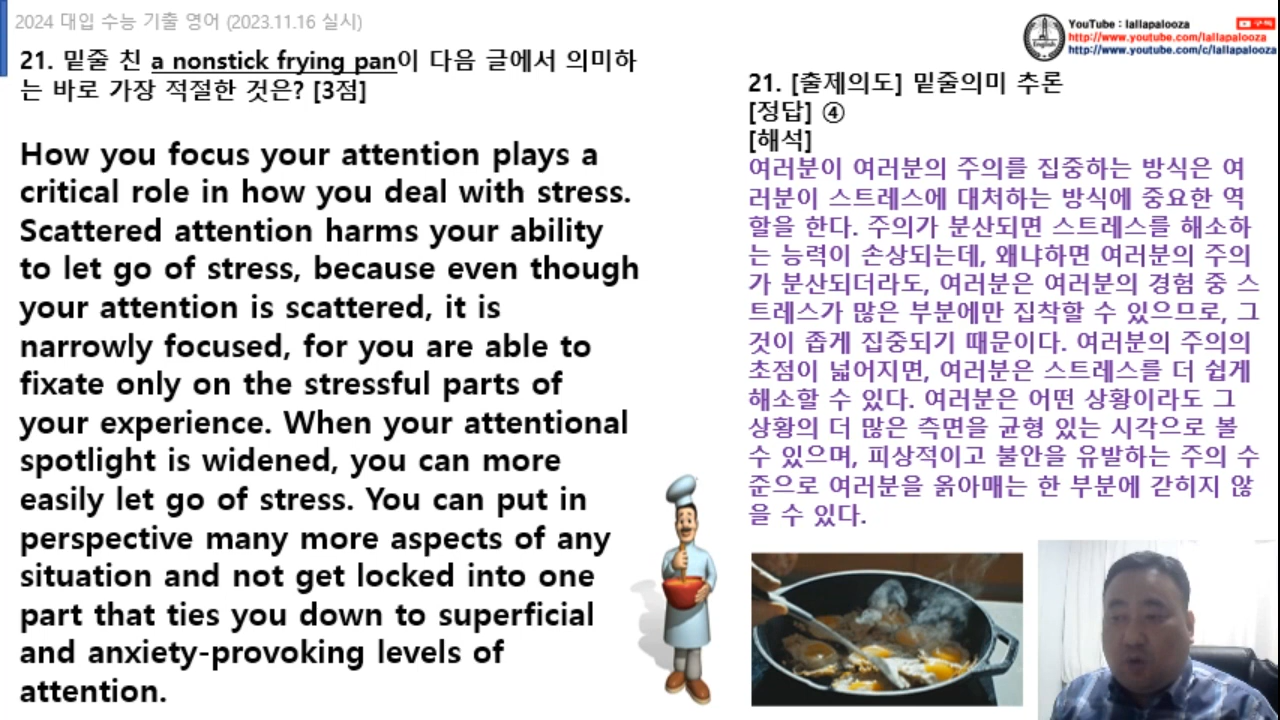 2024 대입 수능 기출 영어 (2023.11.16 실시)
21. 밑줄 친 a nonstick frying pan이 다음 글에서 의미하
는 바로 가장 적절한 것은? [3점]
How you focus your attention plays a
critical role in how you deal with stress.
Scattered attention harms your ability
to let go of stress, because even though
your attention is scattered, it is
narrowly focused, for you are able to
fixate only on the stressful parts of
your experience. When your attentional
spotlight is widened, you can more
easily let go of stress. You can put in
perspective many more aspects of any
situation and not get locked into one
part that ties you down to superficial
and anxiety-provoking levels of
attention.
YouTube : lallapalooza
구독
http://www.youtube.com/lallapalooza
http://www.youtube.com/c/lallapalooza
English
21. [출제의도] 밑줄의미 추론
[정답] ④
[해석]
여러분이 여러분의 주의를 집중하는 방식은 여
러분이 스트레스에 대처하는 방식에 중요한 역
할을 한다. 주의가 분산되면 스트레스를 해소하
는 능력이 손상되는데, 왜냐하면 여러분의 주의
가 분산되더라도, 여러분은 여러분의 경험 중 스
트레스가 많은 부분에만 집착할 수 있으므로, 그
것이 좁게 집중되기 때문이다. 여러분의 주의의
초점이 넓어지면, 여러분은 스트레스를 더 쉽게
해소할 수 있다. 여러분은 어떤 상황이라도 그
상황의 더 많은 측면을 균형 있는 시각으로 볼
수 있으며, 피상적이고 불안을 유발하는 주의 수
준으로 여러분을 옭아매는 한 부분에 갇히지 않
을 수 있다.